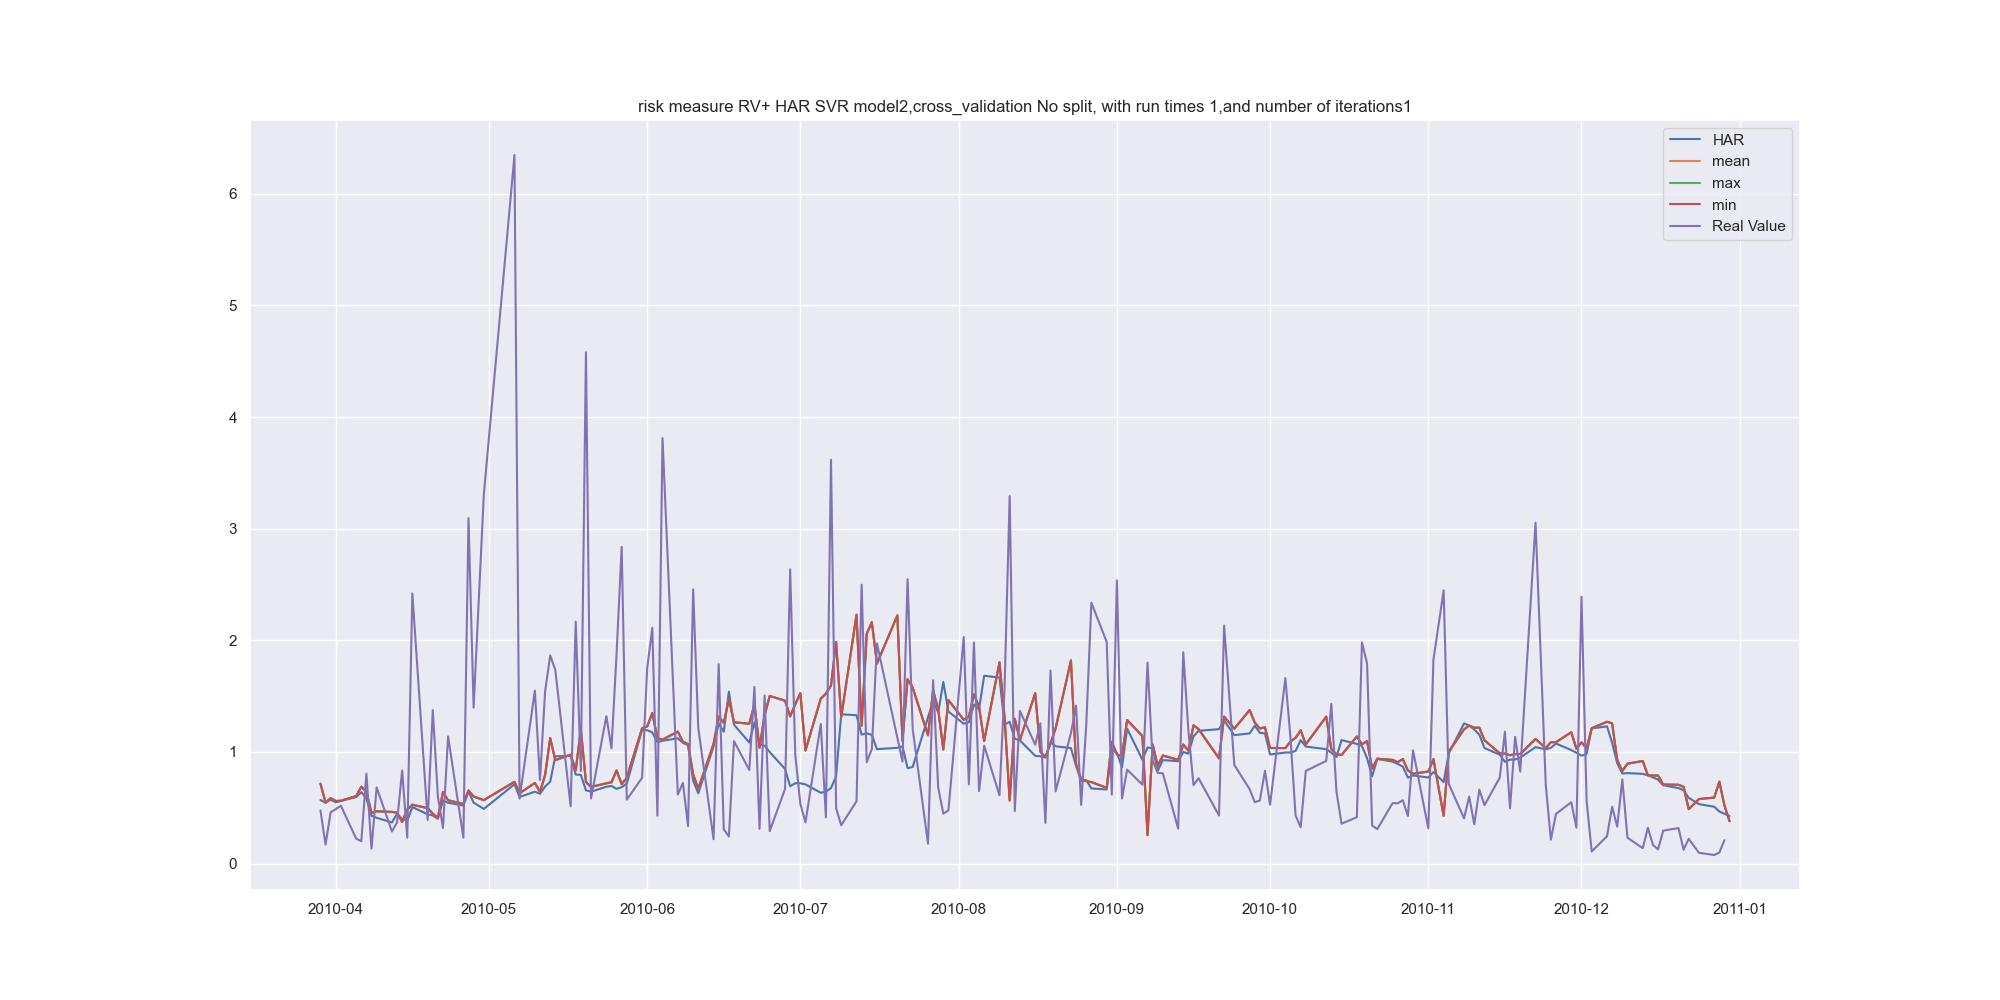 risk measure RV+ HAR SVR model2,cross_validation No split, with run times 1,and number of iterations1
HAR
mean
max
min
Real Value
6
5
4
3
2
1
0
2010-04
2010-05
2010-06
2010-07
2010-08
2010-09
2010-10
2010-11
2010-12
2011-01